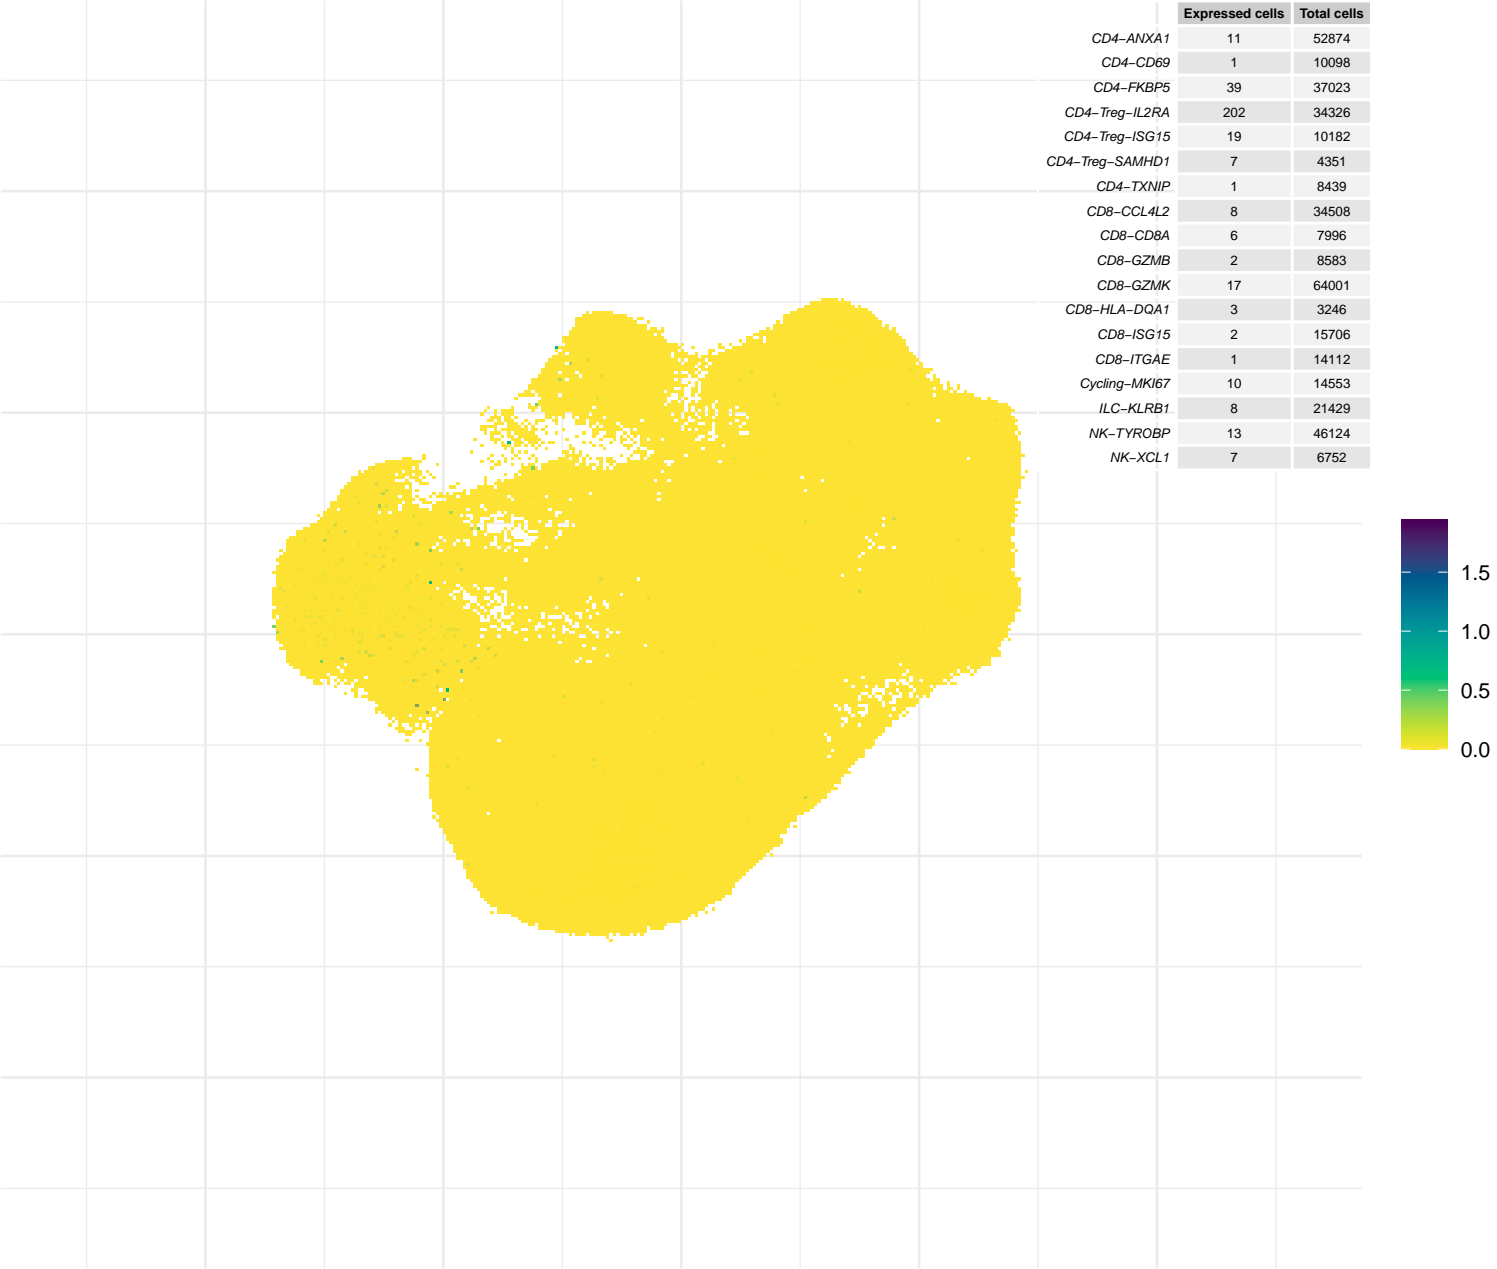 Expressed cells Total cells
CD4−ANXA1 11 52874
CD4−CD69 1 10098
CD4−FKBP5 39 37023
CD4−Treg−IL2RA 202 34326
CD4−Treg−ISG15 19 10182
CD4−Treg−SAMHD1 7 4351
CD4−TXNIP 1 8439
CD8−CCL4L2 8 34508
CD8−CD8A 6 7996
CD8−GZMB 2 8583
CD8−GZMK 17 64001
CD8−HLA−DQA1 3 3246
CD8−ISG15 2 15706
CD8−ITGAE 1 14112
Cycling−MKI67 10 14553
ILC−KLRB1 8 21429
NK−TYROBP 13 46124
NK−XCL1 7 6752
1.5
1.0
0.5
0.0